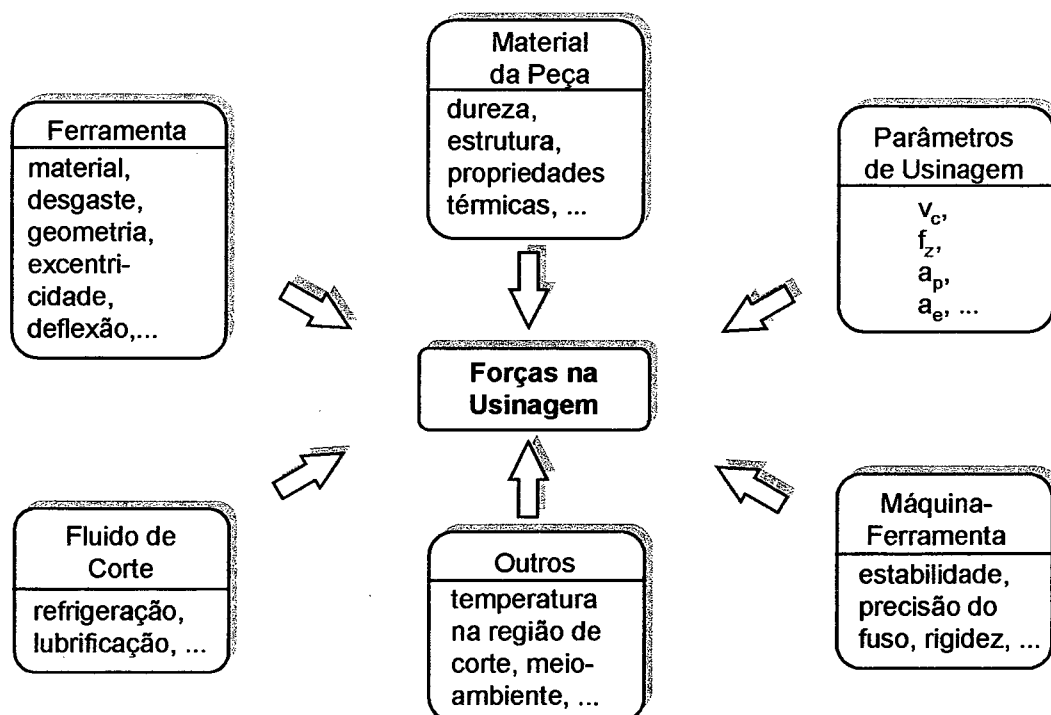 Material
da Peça
dureza,
estrutura,
propriedades
térmicas, ...
Ferramenta
material,
desgaste,
geometria,
excentri-
cidade,
deflexão,...
Parâmetros
de Usinagem
v_c,
f_z,
a_p,
a_e, ...
Forças na
Usinagem
Fluido de
Corte
refrigeração,
lubrificação, ...
Outros
temperatura
na região de
corte, meio-
ambiente, ...
Máquina-
Ferramenta
estabilidade,
precisão do
fuso, rigidez, ...